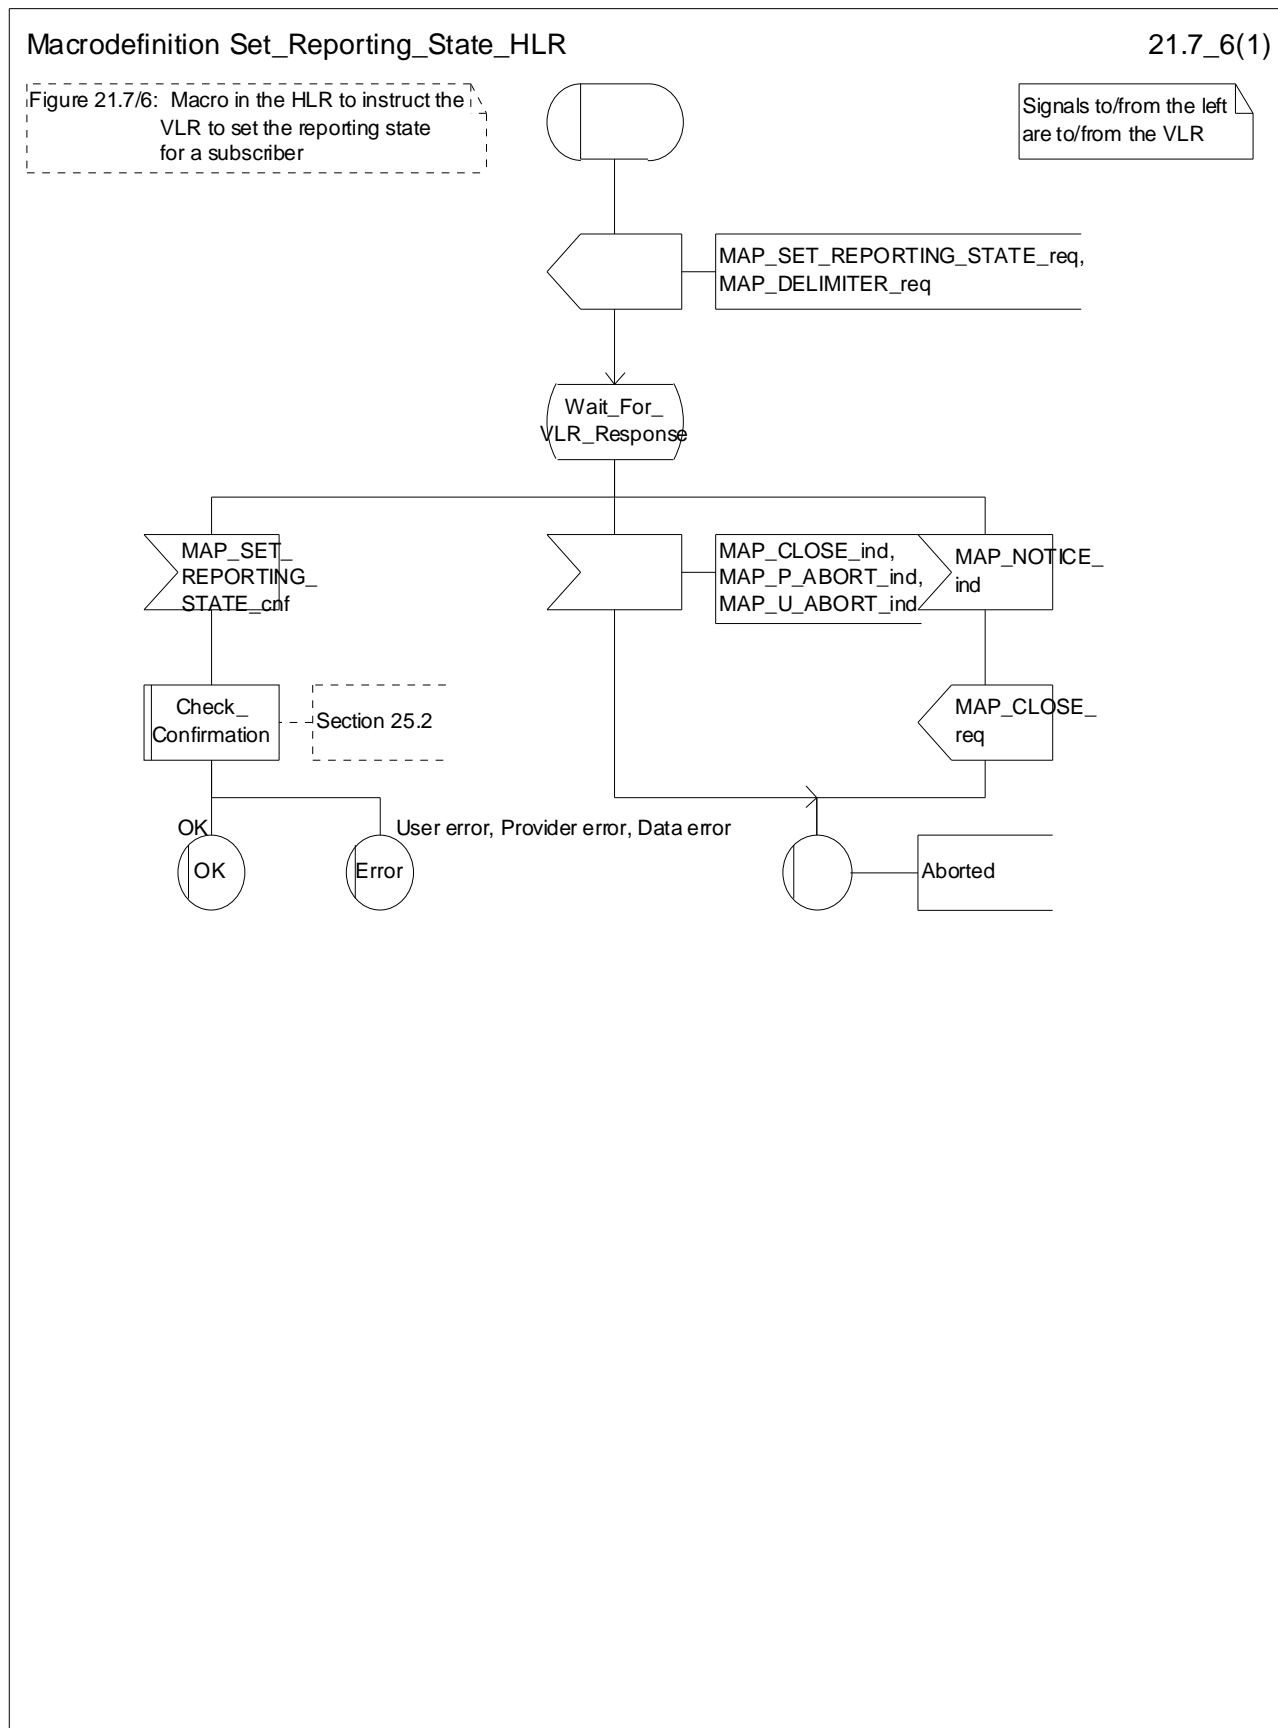 Macrodefinition Set_Reporting_State_HLR
21.7_6(1)
Figure 21.7/6: Macro in the HLR to instruct the
VLR to set the reporting state
for a subscriber
Signals to/from the left
are to/from the VLR
MAP_SET_REPORTING_STATE_req,
MAP_DELIMITER_req
Wait_For_
VLR_Response
MAP_SET_
REPORTING_
STATE_cnf
MAP_CLOSE_ind,
MAP_P_ABORT_ind,
MAP_U_ABORT_ind
MAP_NOTICE_
ind
Check_
Confirmation
Section 25.2
MAP_CLOSE_
req
OK
User error, Provider error, Data error
OK
Error
Aborted